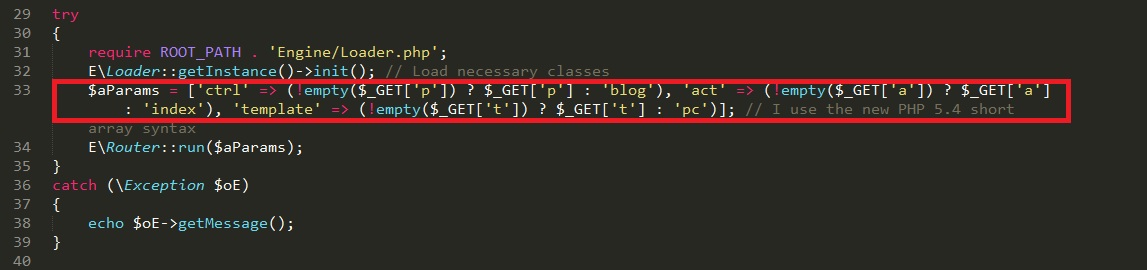 29 try
30 {
31 require ROOT_PATH . 'Engine/Loader.php';
32 E\Loader::getInstance()->init(); // Load necessary classes
33 $aParams = ['ctrl' => (!empty($_GET['p']) ? $_GET['p'] : 'blog'), 'act' => (!empty($_GET['a']) ? $_GET['a']
: 'index'), 'template' => (!empty($_GET['t']) ? $_GET['t'] : 'pc')]; // I use the new PHP 5.4 short
array syntax
34 E\Router::run($aParams);
35 }
36 catch (\Exception $oE)
37 {
38 echo $oE->getMessage();
39 }
40